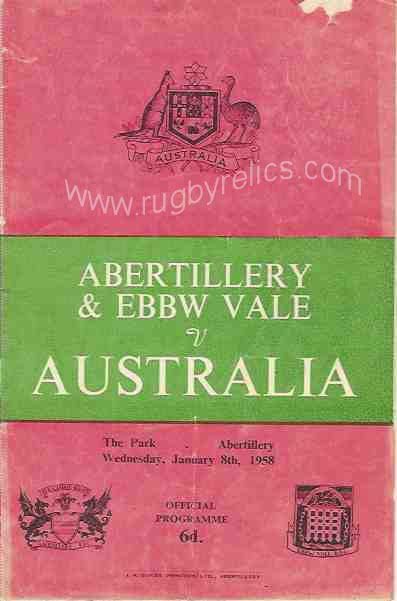 AUSTRALIA
www.rugbyrelics.com
ABERTILLERY
& EBBW VALE
v
AUSTRALIA
The Park . Abertillery
Wednesday, January 8th, 1958
OFFICIAL
PROGRAMME
6d.